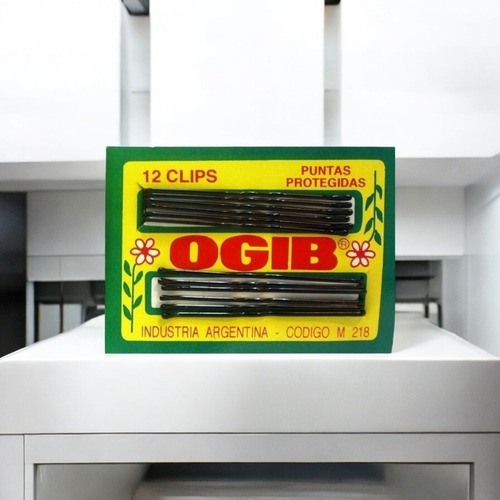 12 CLIPS
PUNTAS
PROTEGIDAS
OGIB®
INDUSTRIA ARGENTINA - CODIGO M 218